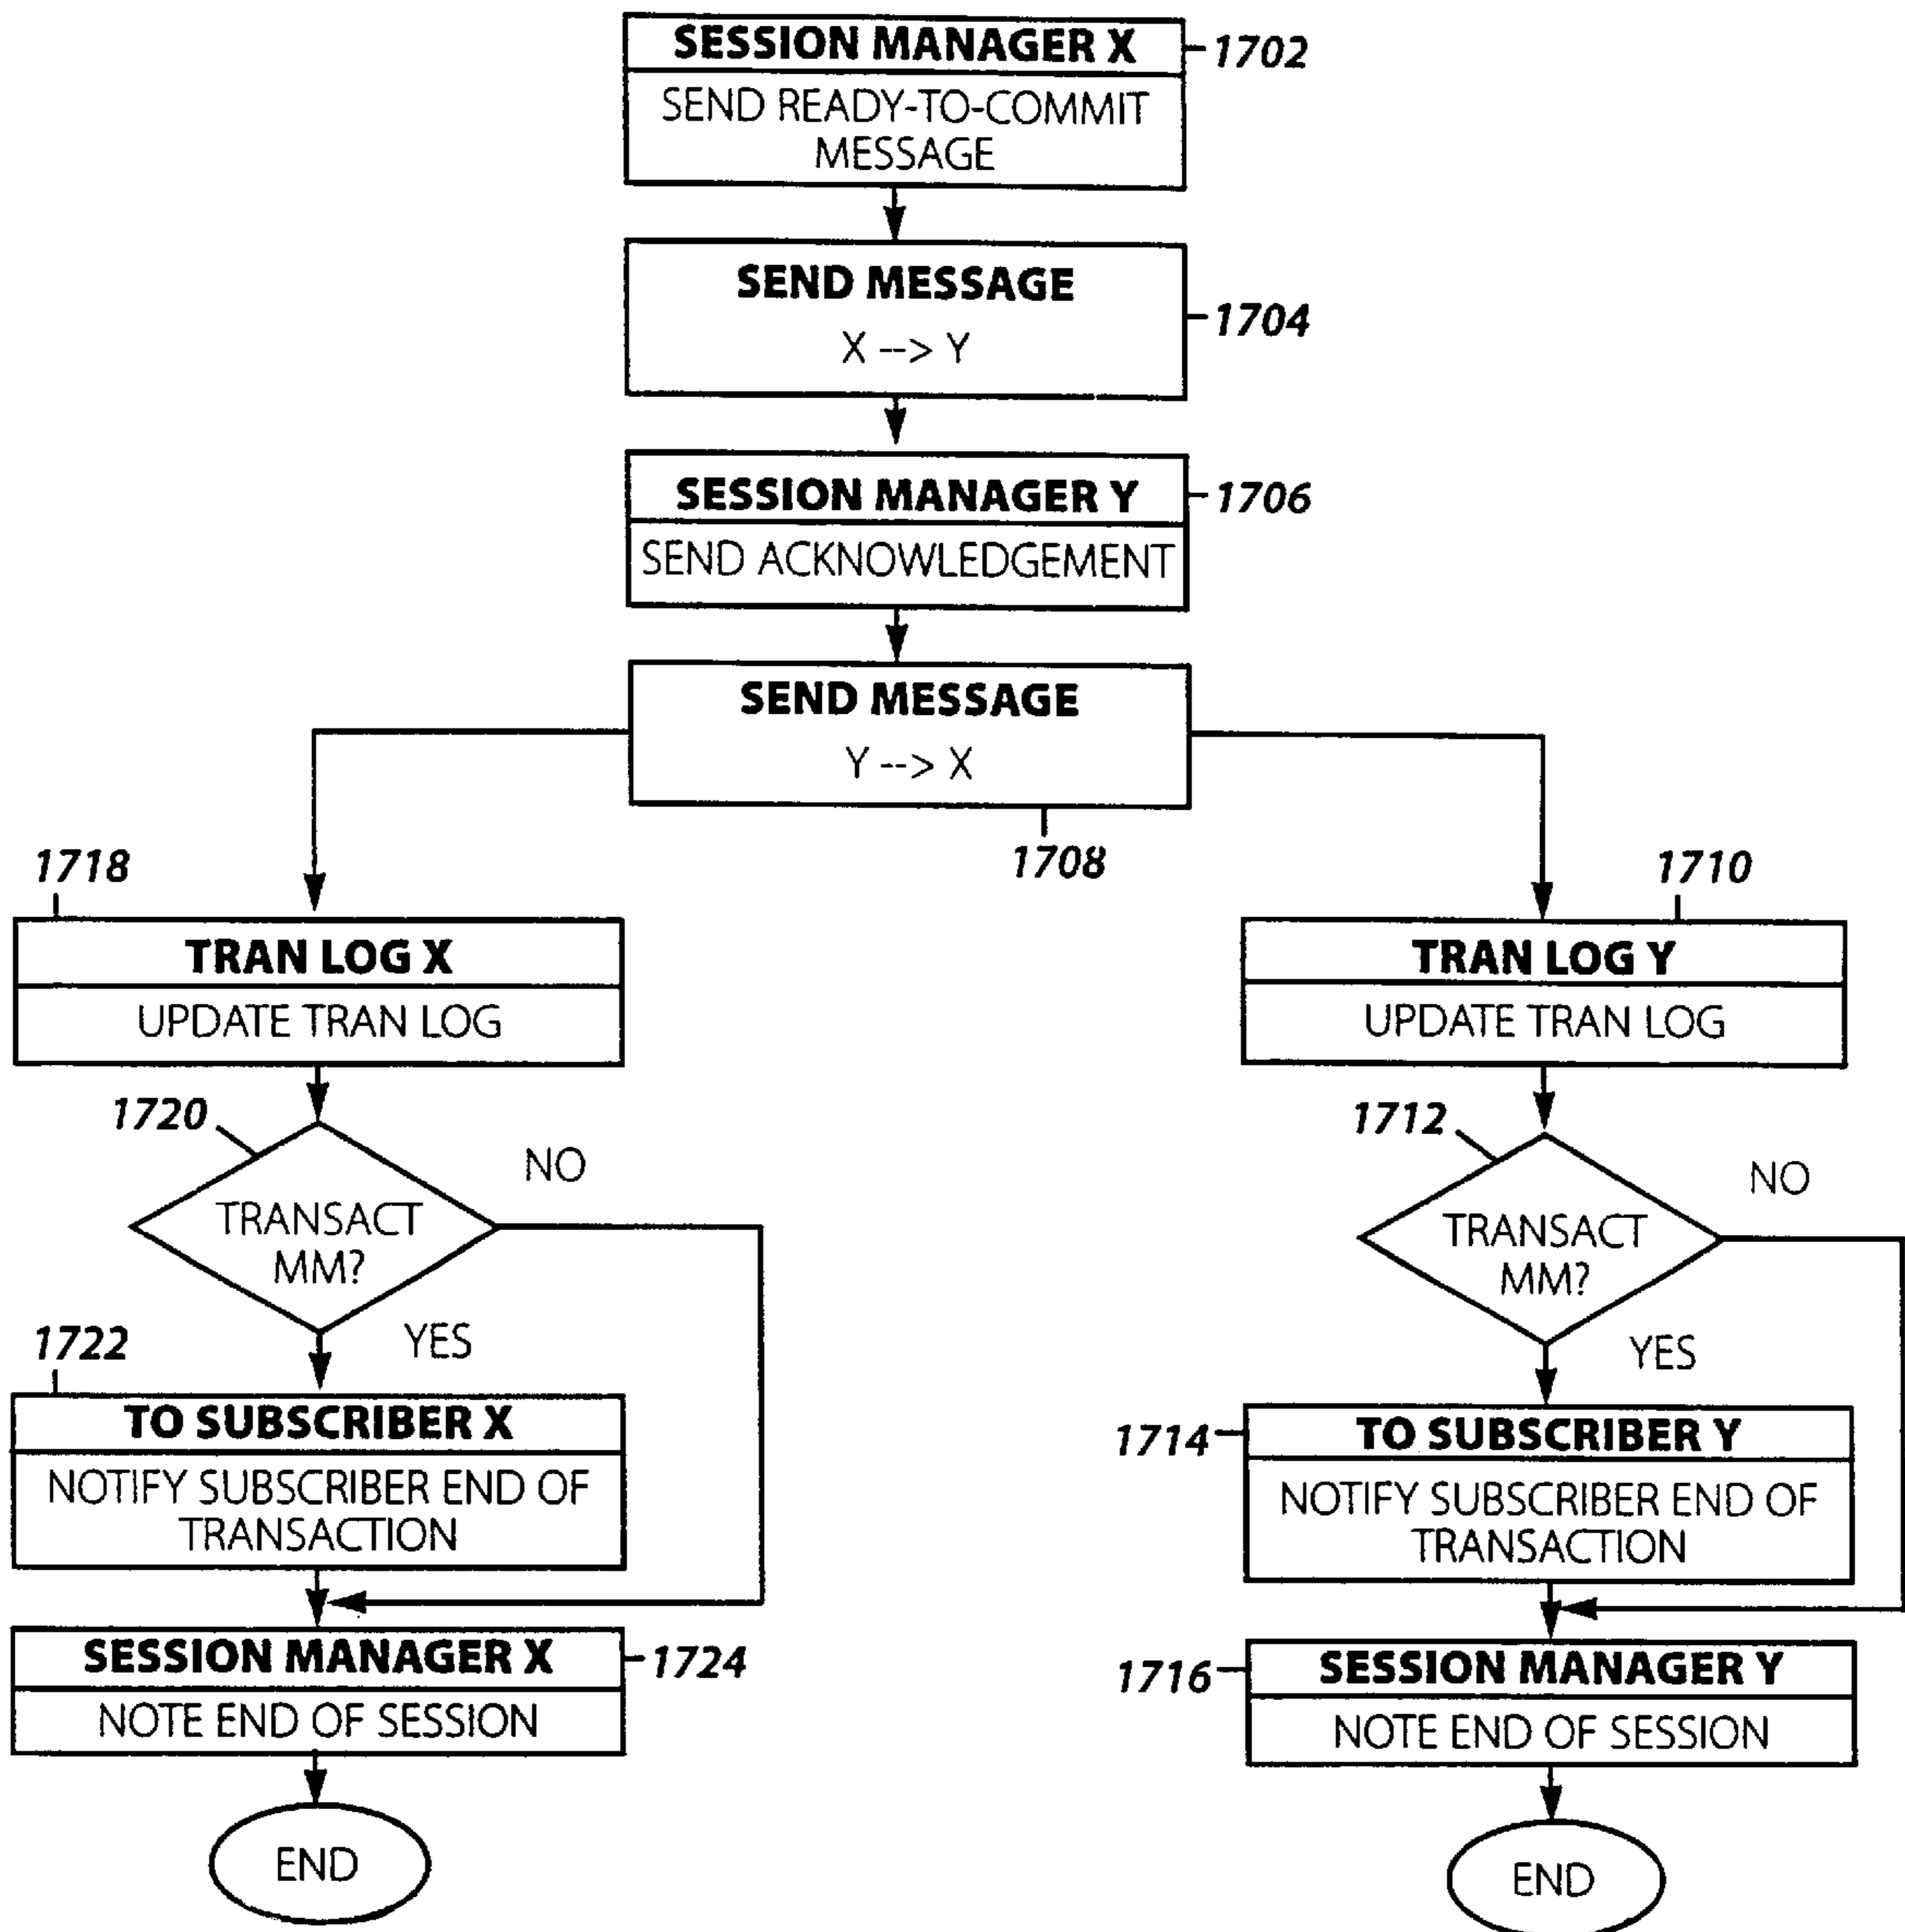 SESSION MANAGER X
1702
SEND READY-TO-COMMIT
MESSAGE
SEND MESSAGE
1704
X --> Y
SESSION MANAGER Y
1706
SEND ACKNOWLEDGEMENT
SEND MESSAGE
Y --> X
1708
1718
TRAN LOG X
UPDATE TRAN LOG
1720
NO
TRANSACT
MM?
YES
1722
TO SUBSCRIBER X
NOTIFY SUBSCRIBER END OF
TRANSACTION
SESSION MANAGER X
1724
NOTE END OF SESSION
END
1710
TRAN LOG Y
UPDATE TRAN LOG
1712
NO
TRANSACT
MM?
YES
1714
TO SUBSCRIBER Y
NOTIFY SUBSCRIBER END OF
TRANSACTION
1716
SESSION MANAGER Y
NOTE END OF SESSION
END